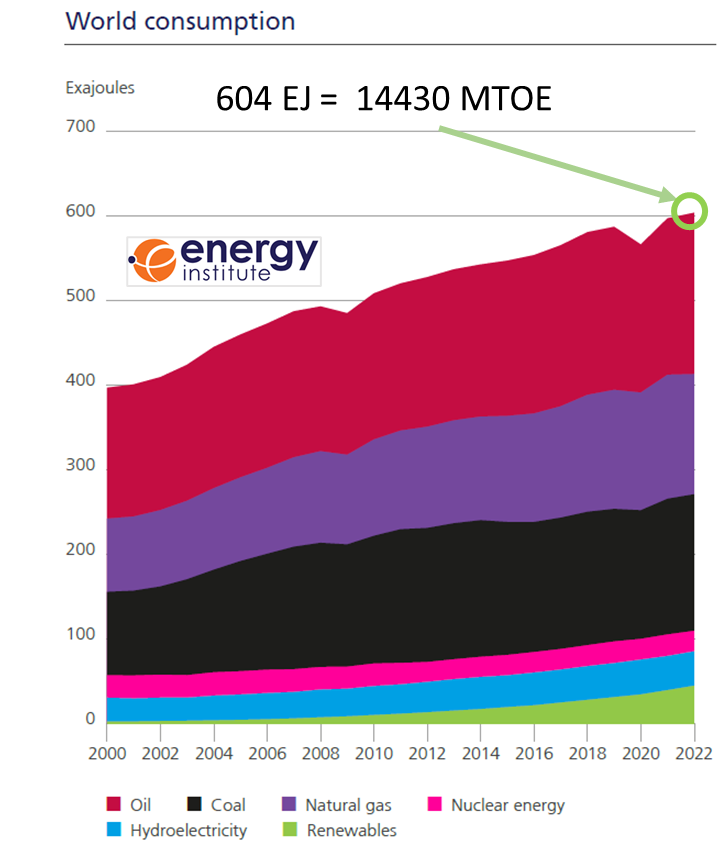 World consumption
Exajoules
604 EJ = 14430 MTOE
700
600
energy
institute
500
400
300
200
100
0
2000 2002 2004 2006 2008 2010 2012 2014 2016 2018 2020 2022
Oil Coal Natural gas Nuclear energy
Hydroelectricity Renewables